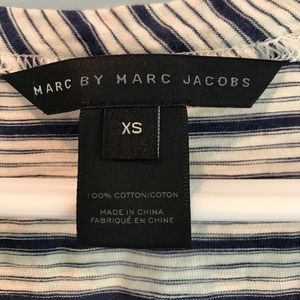 MARC BY MARC JACOBS
XS
100% COTTON/COTON
MADE IN CHINA
FABRIQUÉ EN CHINE